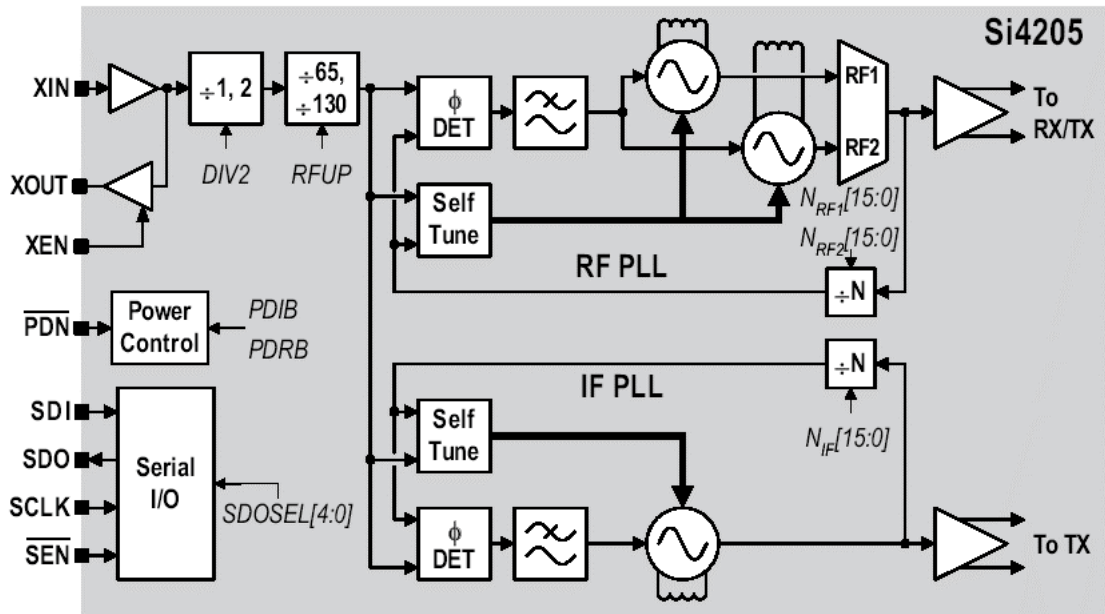 Si4205
XIN
÷1, 2
÷65,
÷130
DIV2
RFUP
XOUT
XEN
ϕ
DET
Self
Tune
RF1
RF2
To
RX/TX
N_RF1[15:0]
N_RF2[15:0]
RF PLL
÷N
PDN
Power
Control
PDIB
PDRB
÷N
IF PLL
N_IF[15:0]
SDI
SDO
SCLK
SEN
Serial
I/O
SDOSEL[4:0]
Self
Tune
ϕ
DET
To TX